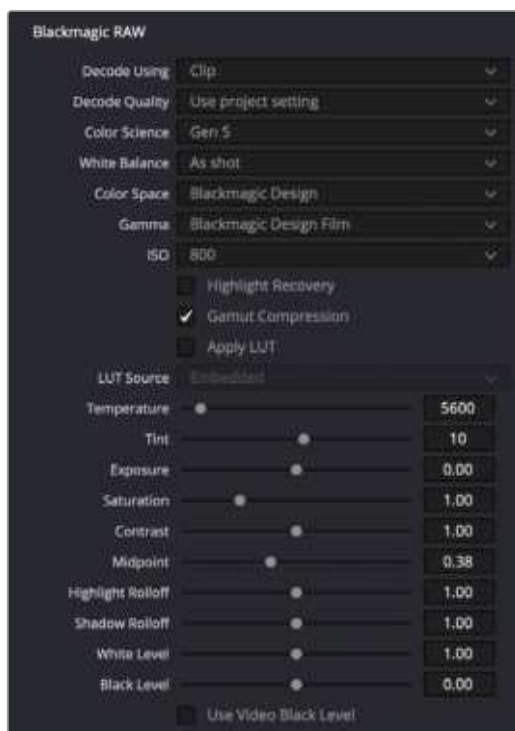 Blackmagic RAW
Decode Using Clip
Decode Quality Use project setting
Color Science Gen 5
White Balance As shot
Color Space Blackmagic Design
Gamma Blackmagic Design Film
ISO 800
Highlight Recovery
Gamut Compression
Apply LUT
LUT Source Embedded
Temperature 5600
Tint 10
Exposure 0.00
Saturation 1.00
Contrast 1.00
Midpoint 0.38
Highlight Rolloff 1.00
Shadow Rolloff 1.00
White Level 1.00
Black Level 0.00
Use Video Black Level